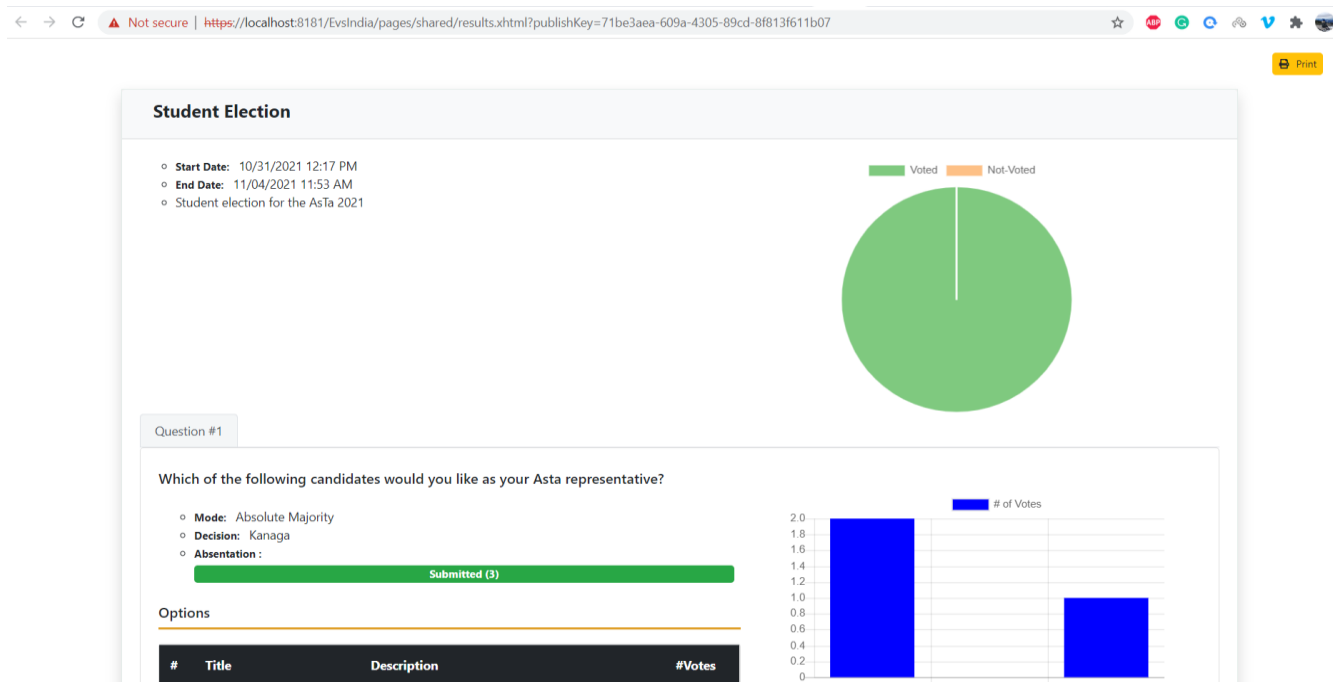 Not secure | https://localhost:8181/EvsIndia/pages/shared/results.xhtml?publishKey=71be3aea-609a-4305-89cd-8f813f611b07
ABP
Print
Student Election
Start Date: 10/31/2021 12:17 PM
End Date: 11/04/2021 11:53 AM
Student election for the AsTa 2021
Voted Not-Voted
Question #1
Which of the following candidates would you like as your Asta representative?
Mode: Absolute Majority
Decision: Kanaga
Absentation :
Submitted (3)
Options
# Title Description #Votes
# of Votes
2.0
1.8
1.6
1.4
1.2
1.0
0.8
0.6
0.4
0.2
0